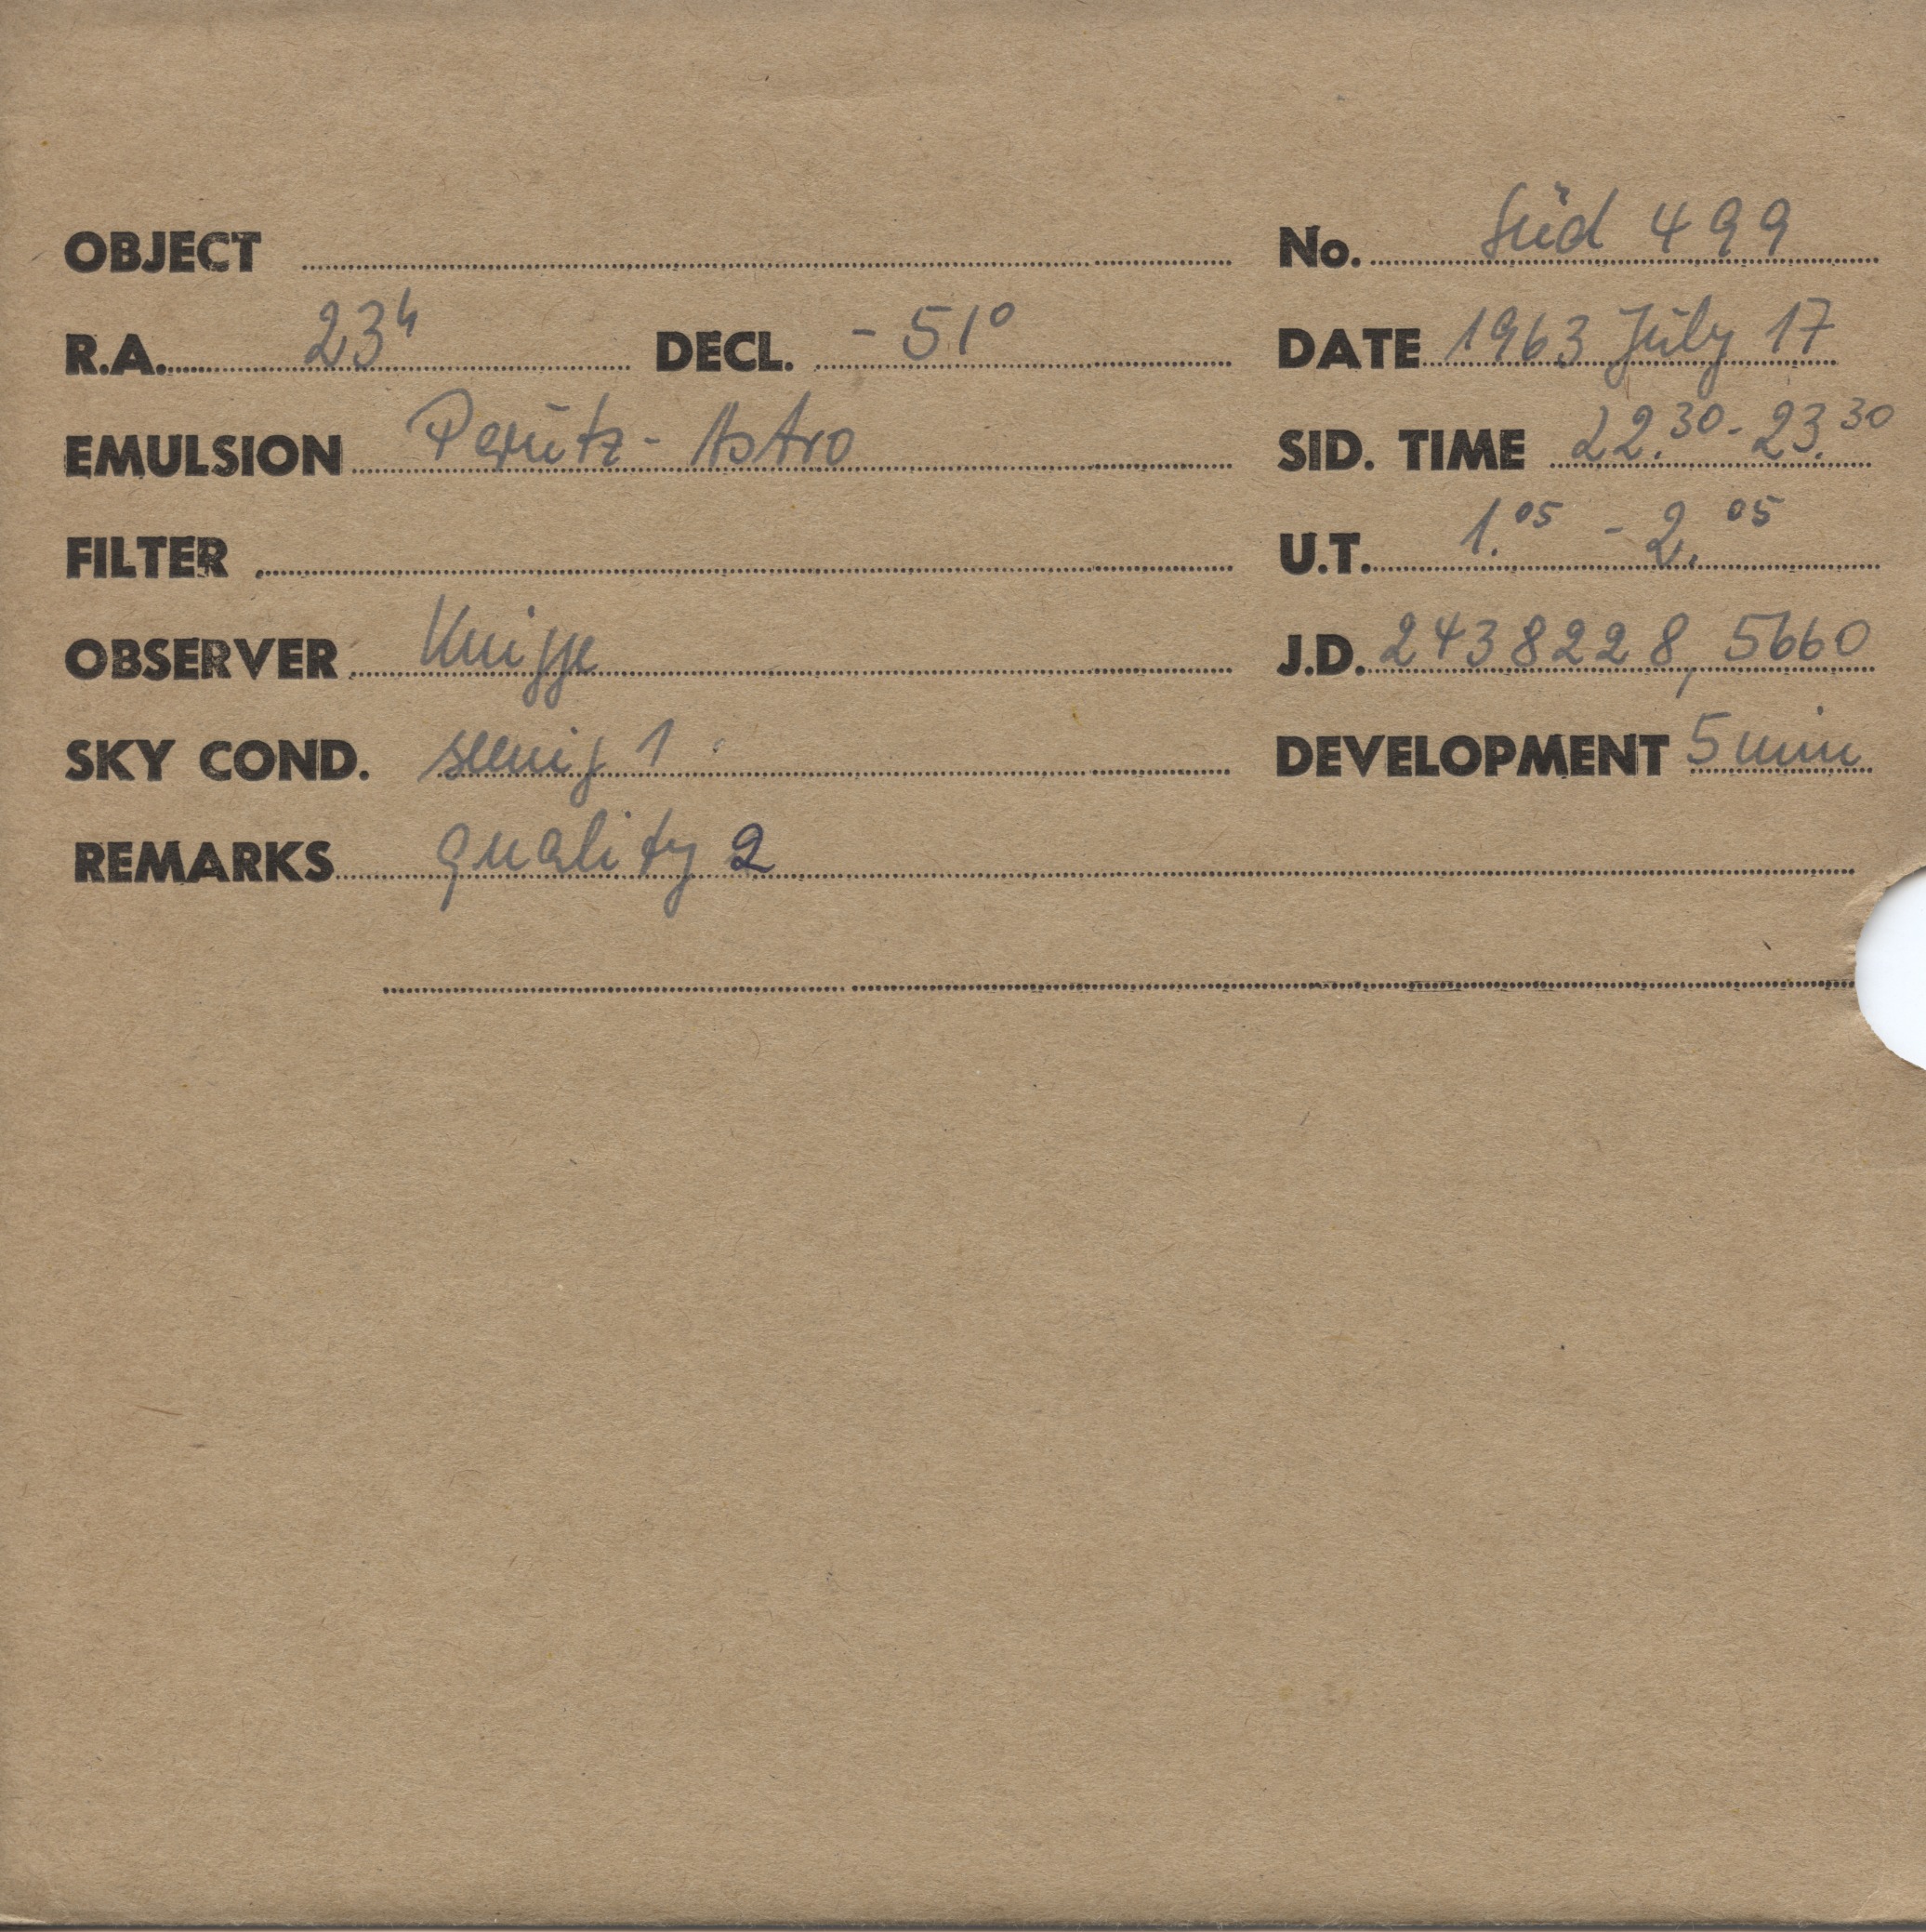 OBJECT No. Süd 499
R.A. 23h DECL. - 51° DATE 1963 July 17
EMULSION Perutz - Astro SID. TIME 22.30 - 23.30
FILTER U.T. 1.05 - 2.05
OBSERVER Knigge J.D. 2438228,5660
SKY COND. seeing 1 DEVELOPMENT 5 min
REMARKS quality 2